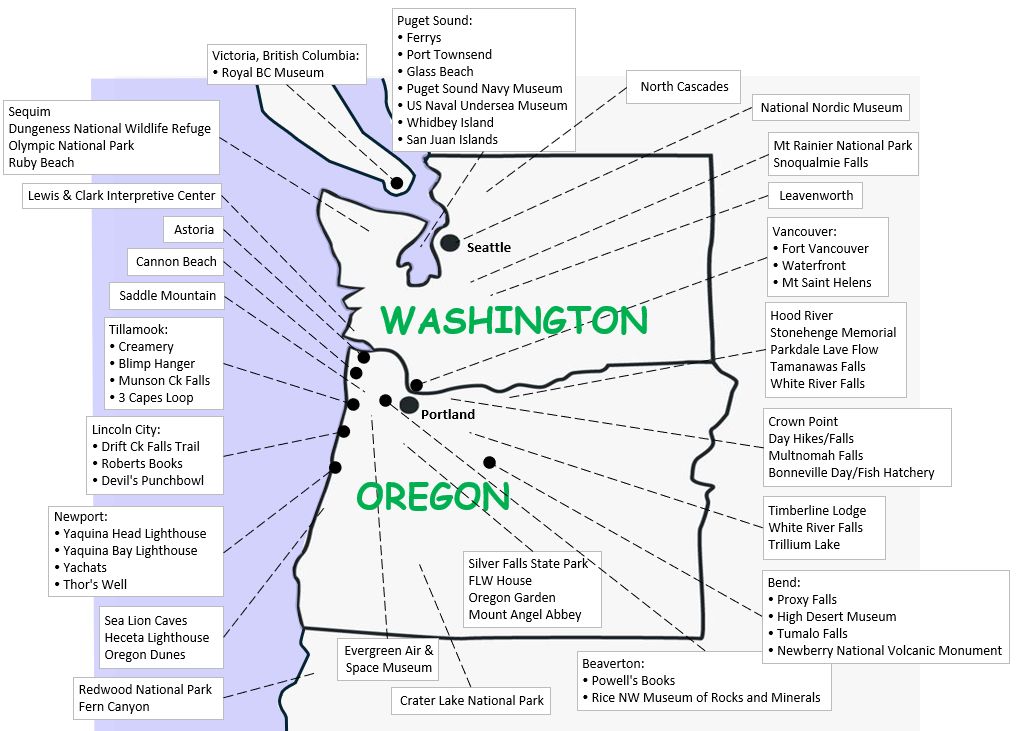 Puget Sound:
• Ferrys
• Port Townsend
• Glass Beach
• Puget Sound Navy Museum
• US Naval Undersea Museum
• Whidbey Island
• San Juan Islands
Victoria, British Columbia:
• Royal BC Museum
North Cascades
National Nordic Museum
Sequim
Dungeness National Wildlife Refuge
Olympic National Park
Ruby Beach
Mt Rainier National Park
Snoqualmie Falls
Lewis & Clark Interpretive Center
Leavenworth
Astoria
Seattle
Vancouver:
• Fort Vancouver
• Waterfront
• Mt Saint Helens
Cannon Beach
Saddle Mountain
WASHINGTON
Hood River
Stonehenge Memorial
Parkdale Lave Flow
Tamanawas Falls
White River Falls
Tillamook:
• Creamery
• Blimp Hanger
• Munson Ck Falls
• 3 Capes Loop
Portland
Crown Point
Day Hikes/Falls
Multnomah Falls
Bonneville Day/Fish Hatchery
Lincoln City:
• Drift Ck Falls Trail
• Roberts Books
• Devil's Punchbowl
OREGON
Timberline Lodge
White River Falls
Trillium Lake
Newport:
• Yaquina Head Lighthouse
• Yaquina Bay Lighthouse
• Yachats
• Thor's Well
Silver Falls State Park
FLW House
Oregon Garden
Mount Angel Abbey
Bend:
• Proxy Falls
• High Desert Museum
• Tumalo Falls
• Newberry National Volcanic Monument
Sea Lion Caves
Heceta Lighthouse
Oregon Dunes
Evergreen Air &
Space Museum
Beaverton:
• Powell's Books
• Rice NW Museum of Rocks and Minerals
Redwood National Park
Fern Canyon
Crater Lake National Park